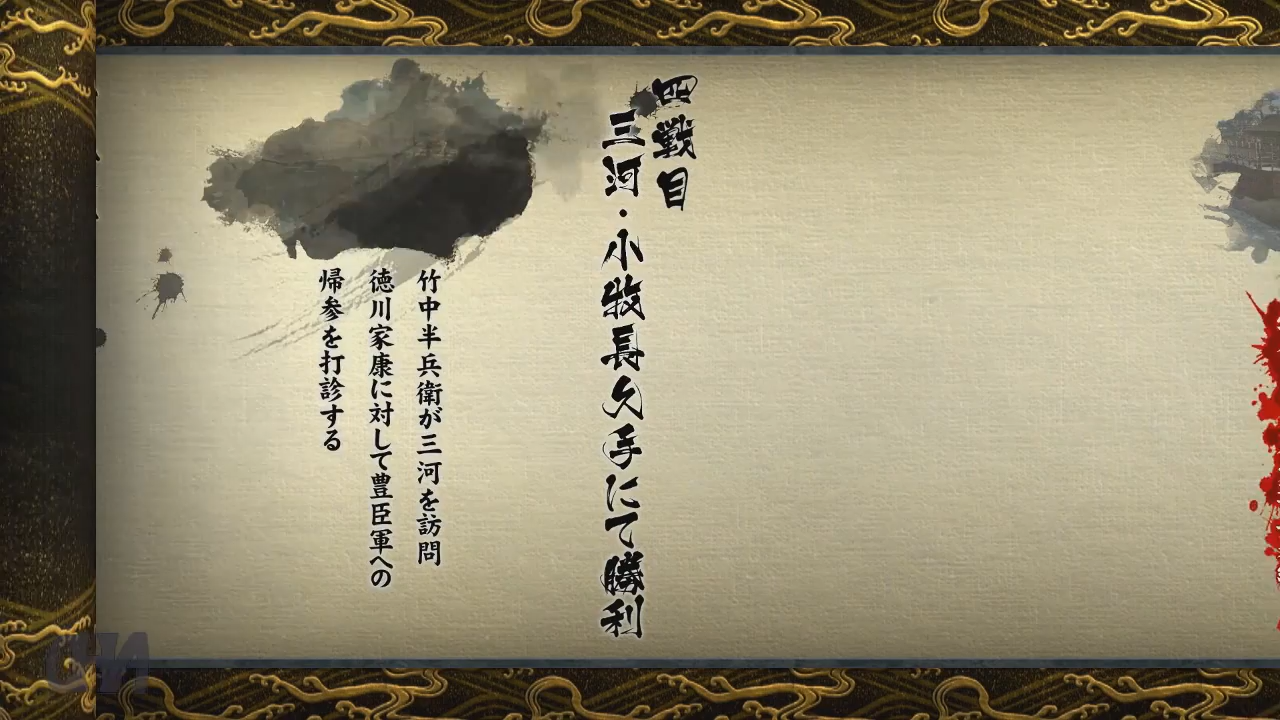 四戦目
三河・小牧長久手にて勝利
竹中半兵衛が三河を訪問
徳川家康に対して豊臣軍への
帰参を打診する